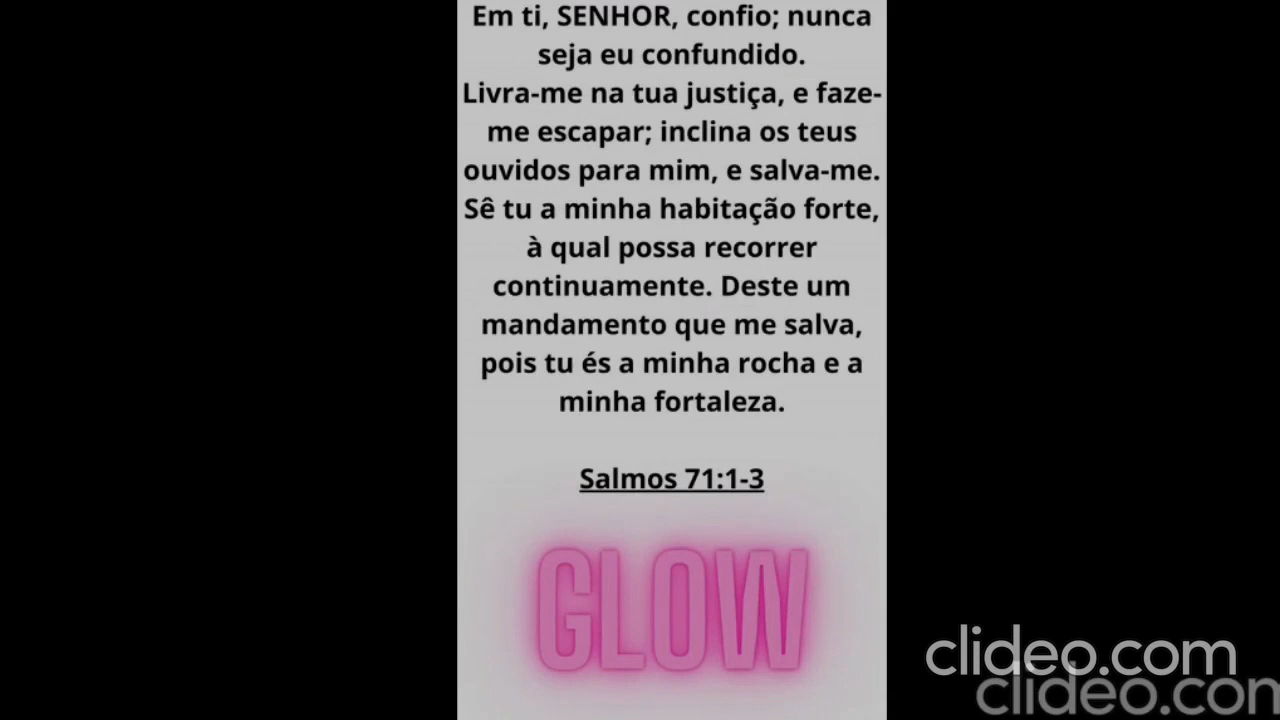 Em ti, SENHOR, confio; nunca
seja eu confundido.
Livra-me na tua justiça, e faze-
me escapar; inclina os teus
ouvidos para mim, e salva-me.
Sê tu a minha habitação forte,
à qual possa recorrer
continuamente. Deste um
mandamento que me salva,
pois tu és a minha rocha e a
minha fortaleza.
Salmos 71:1-3
GLOW
clideo.com
clideo.con